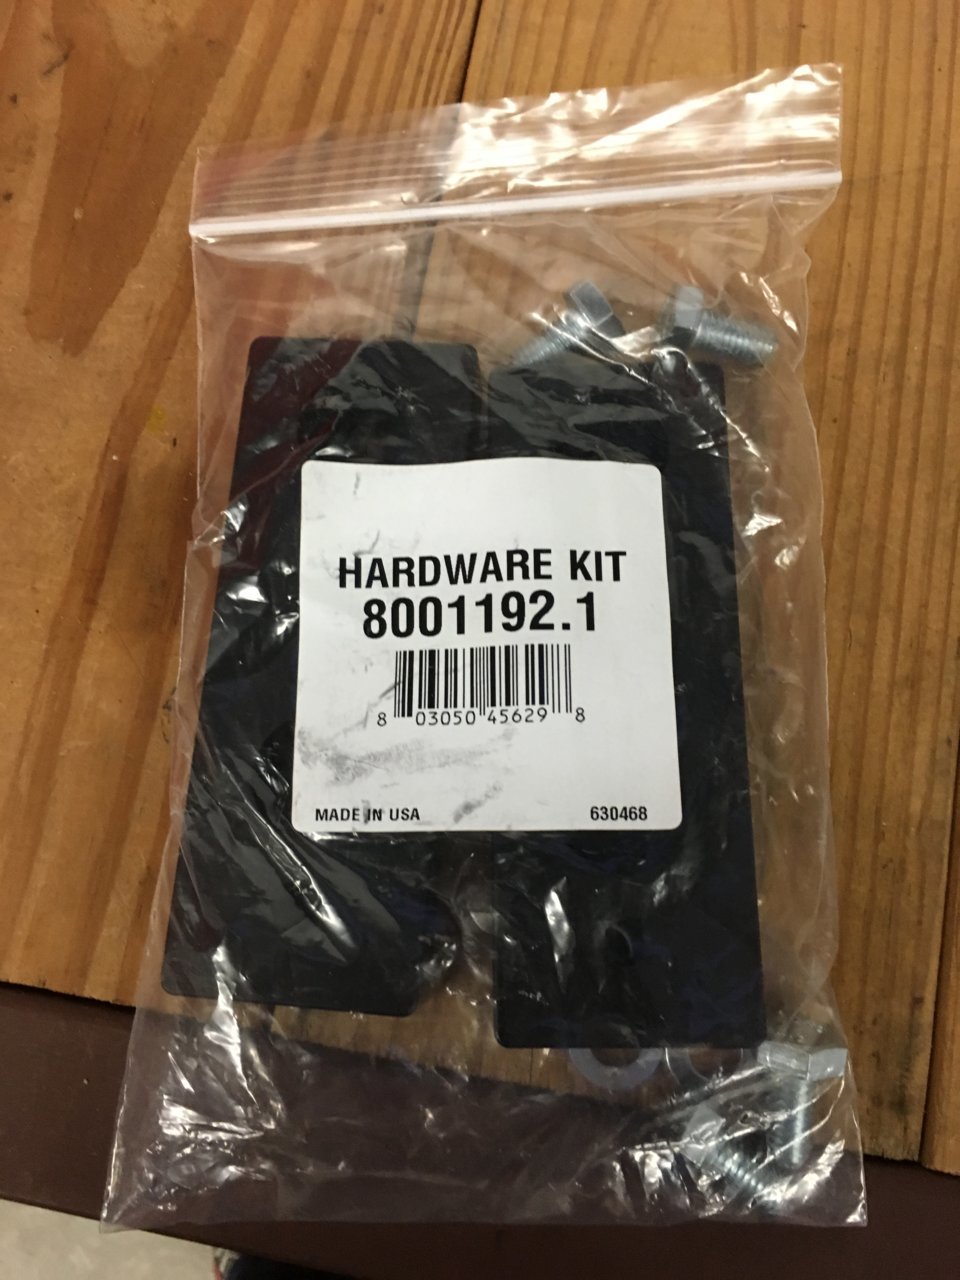 HARDWARE KIT
8001192.1
8 03050 45629 8
MADE IN USA 630468